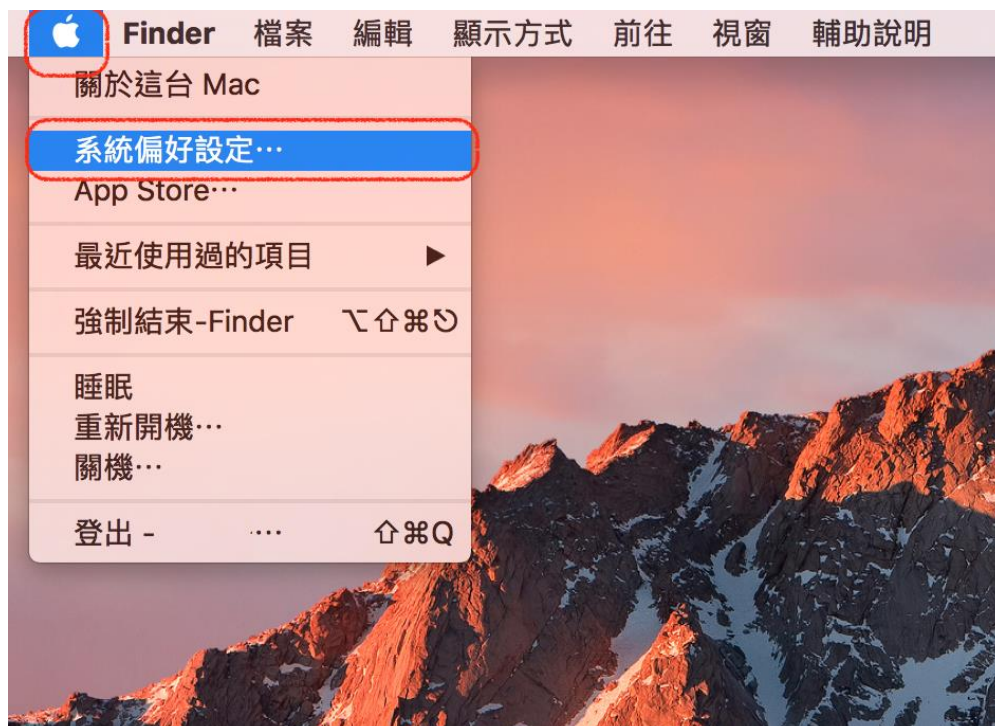 Finder 檔案 編輯 顯示方式 前往 視窗 輔助說明
關於這台 Mac
系統偏好設定⋯
App Store⋯
最近使用過的項目 ▶
強制結束-Finder ⌥⇧⌘⎋
睡眠
重新開機⋯
關機⋯
登出 - ⋯ ⇧⌘Q